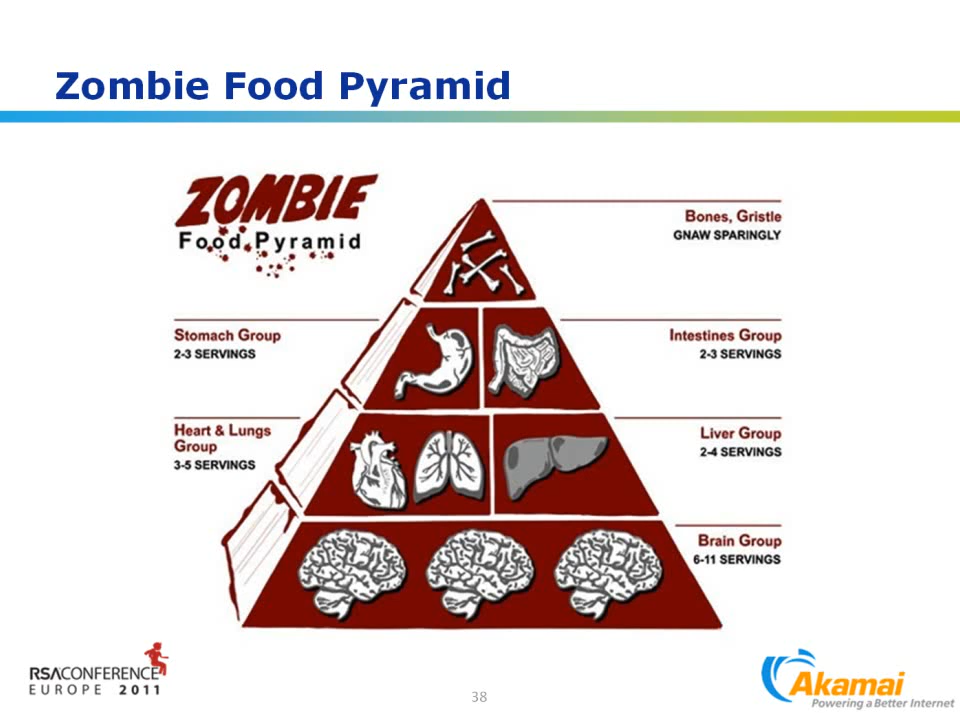 Zombie Food Pyramid
ZOMBIE
Food Pyramid
Bones, Gristle
GNAW SPARINGLY
Stomach Group
2-3 SERVINGS
Intestines Group
2-3 SERVINGS
Heart & Lungs
Group
3-5 SERVINGS
Liver Group
2-4 SERVINGS
Brain Group
6-11 SERVINGS
RSACONFERENCE
EUROPE 2011
38
Akamai
Powering a Better Internet